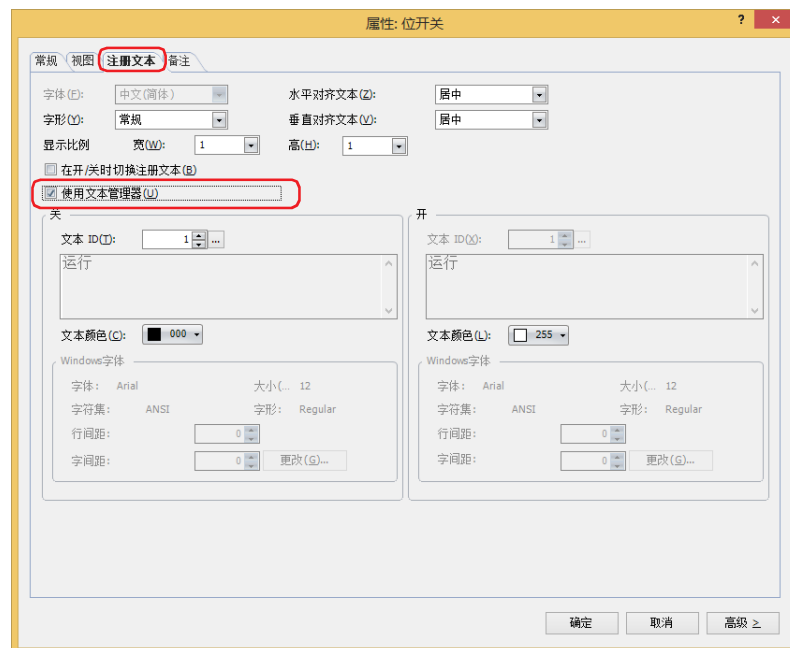 属性: 位开关
? ×
常规 视图 注册文本 备注
字体(F): 中文(简体) 水平对齐文本(Z): 居中
字形(Y): 常规 垂直对齐文本(V): 居中
显示比例 宽(W): 1 高(H): 1
在开/关时切换注册文本(B)
使用文本管理器(U)
关
文本 ID(T): 1 ...
运行
文本颜色(C): 000
Windows字体
字体: Arial 大小(... 12
字符集: ANSI 字形: Regular
行间距: 0
字间距: 0 更改(G)...
开
文本 ID(X): 1 ...
运行
文本颜色(L): 255
Windows字体
字体: Arial 大小(... 12
字符集: ANSI 字形: Regular
行间距: 0
字间距: 0 更改(G)...
确定 取消 高级 >